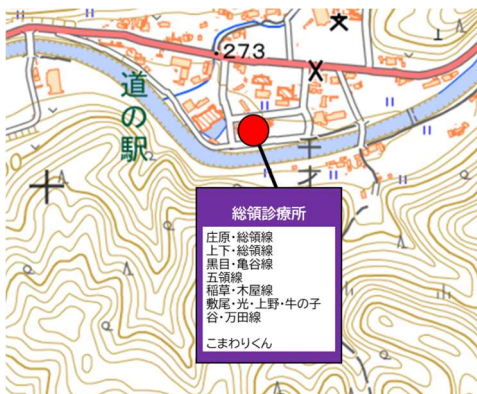 ・273
道の駅
干才
総領診療所
庄原・総領線
上下・総領線
黒目・亀谷線
五領線
稲草・木屋線
敷尾・光・上野・牛の子
谷・万田線
こまわりくん